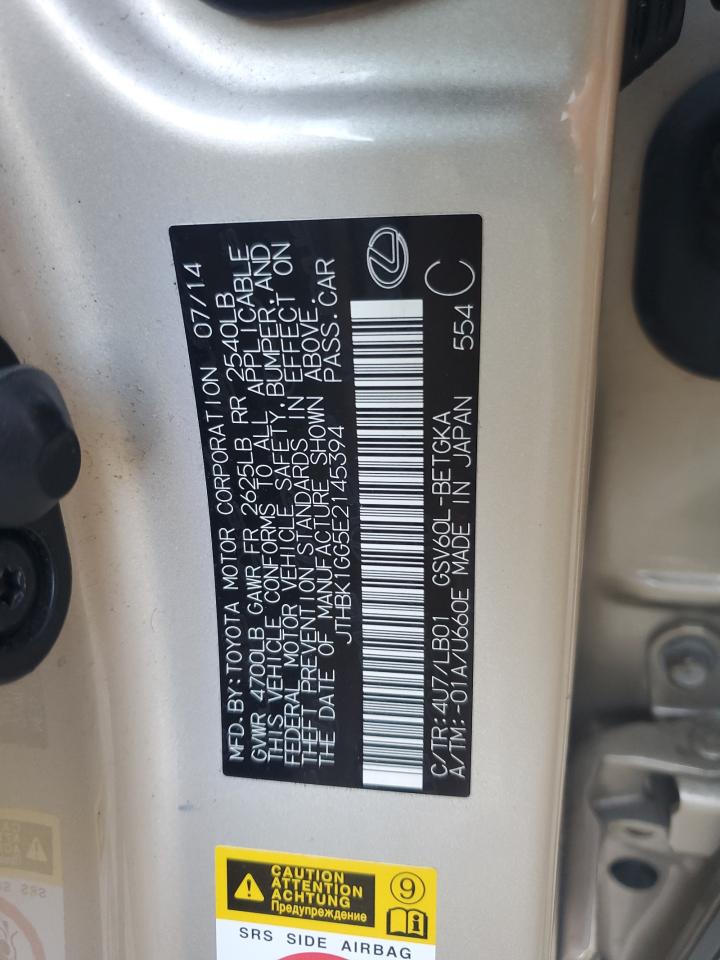 MFD. BY: TOYOTA MOTOR CORPORATION 07/14
GVWR 4700LB GAWR FR 2625LB RR 2540LB
THIS VEHICLE CONFORMS TO ALL APPLICABLE
FEDERAL MOTOR VEHICLE SAFETY, BUMPER, AND
THEFT PREVENTION STANDARDS IN EFFECT ON
THE DATE OF MANUFACTURE SHOWN ABOVE.
JTHBK1GG5E2145394 PASS. CAR
C/TR: 4U7/LB01 GSV60L-BETGKA
A/TM: -01A/U660E MADE IN JAPAN 554 C
CAUTION
ATTENTION
ACHTUNG
Предупреждение
9
i
SRS SIDE AIRBAG